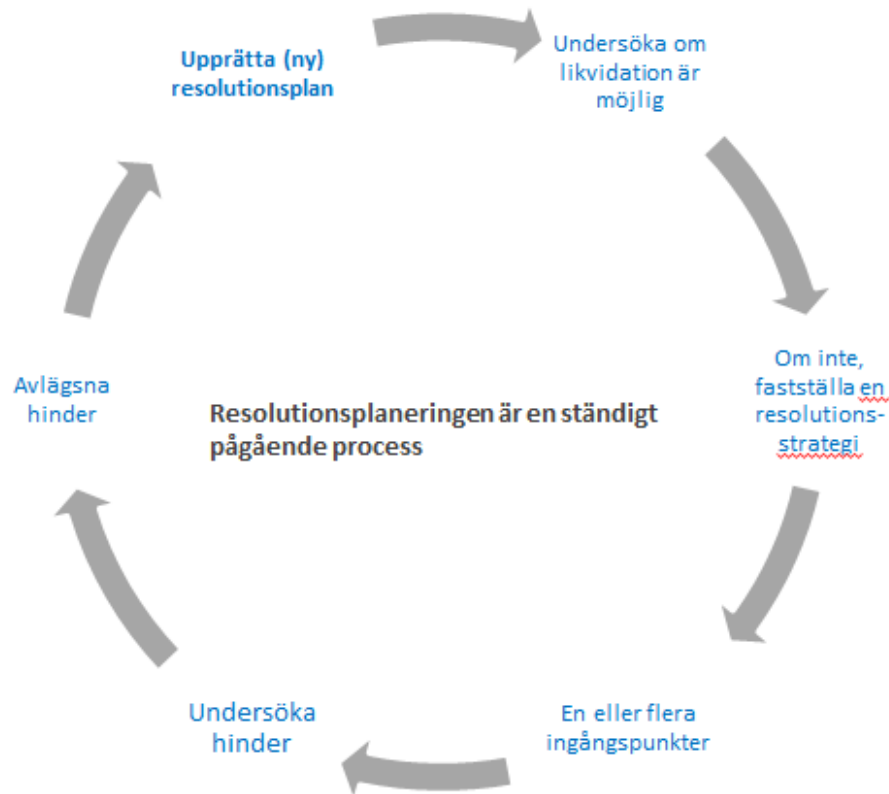 Upprätta (ny)
resolutionsplan
Undersöka om
likvidation är
möjlig
Om inte,
fastställa en
resolutions-
strategi
En eller flera
ingångspunkter
Undersöka
hinder
Avlägsna
hinder
Resolutionsplaneringen är en ständigt
pågående process